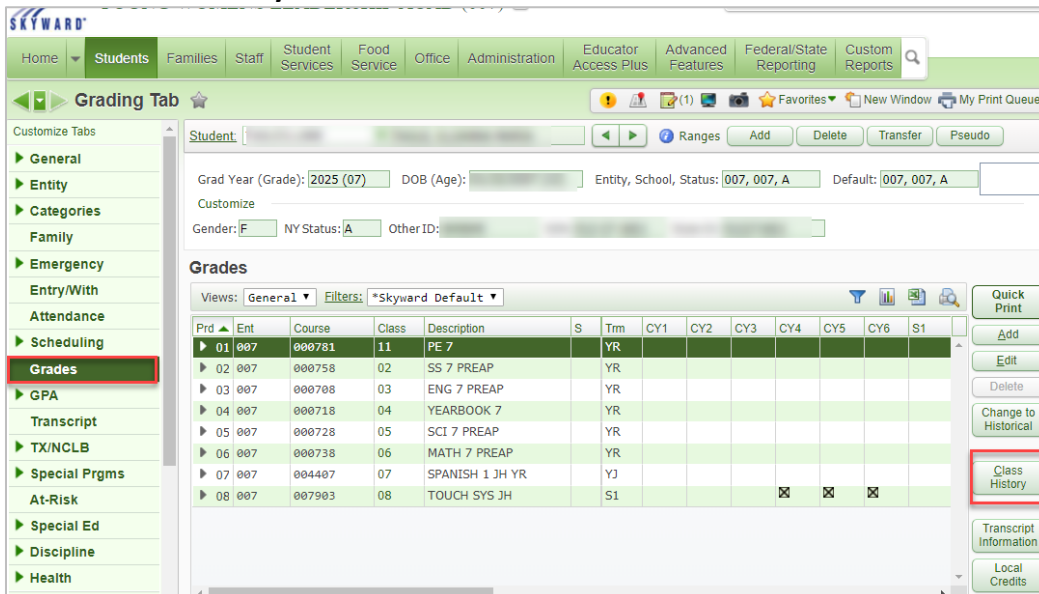 SKYWARD
Home Students Families Staff Student Services Food Service Office Administration Educator Access Plus Advanced Features Federal/State Reporting Custom Reports
Grading Tab (1) Favorites New Window My Print Queue
Customize Tabs
General
Entity
Categories
Family
Emergency
Entry/With
Attendance
Scheduling
Grades
GPA
Transcript
TX/NCLB
Special Prgms
At-Risk
Special Ed
Discipline
Health
Student: Ranges Add Delete Transfer Pseudo
Grad Year (Grade): 2025 (07) DOB (Age): Entity, School, Status: 007, 007, A Default: 007, 007, A
Customize
Gender: F NY Status: A Other ID:
Grades
Views: General Filters: *Skyward Default
Prd Ent Course Class Description S Trm CY1 CY2 CY3 CY4 CY5 CY6 S1
01 007 000781 11 PE 7 YR
02 007 000758 02 SS 7 PREAP YR
03 007 000708 03 ENG 7 PREAP YR
04 007 000718 04 YEARBOOK 7 YR
05 007 000728 05 SCI 7 PREAP YR
06 007 000738 06 MATH 7 PREAP YR
07 007 004407 07 SPANISH 1 JH YR YJ
08 007 007903 08 TOUCH SYS JH S1
Quick Print
Add
Edit
Delete
Change to Historical
Class History
Transcript Information
Local Credits